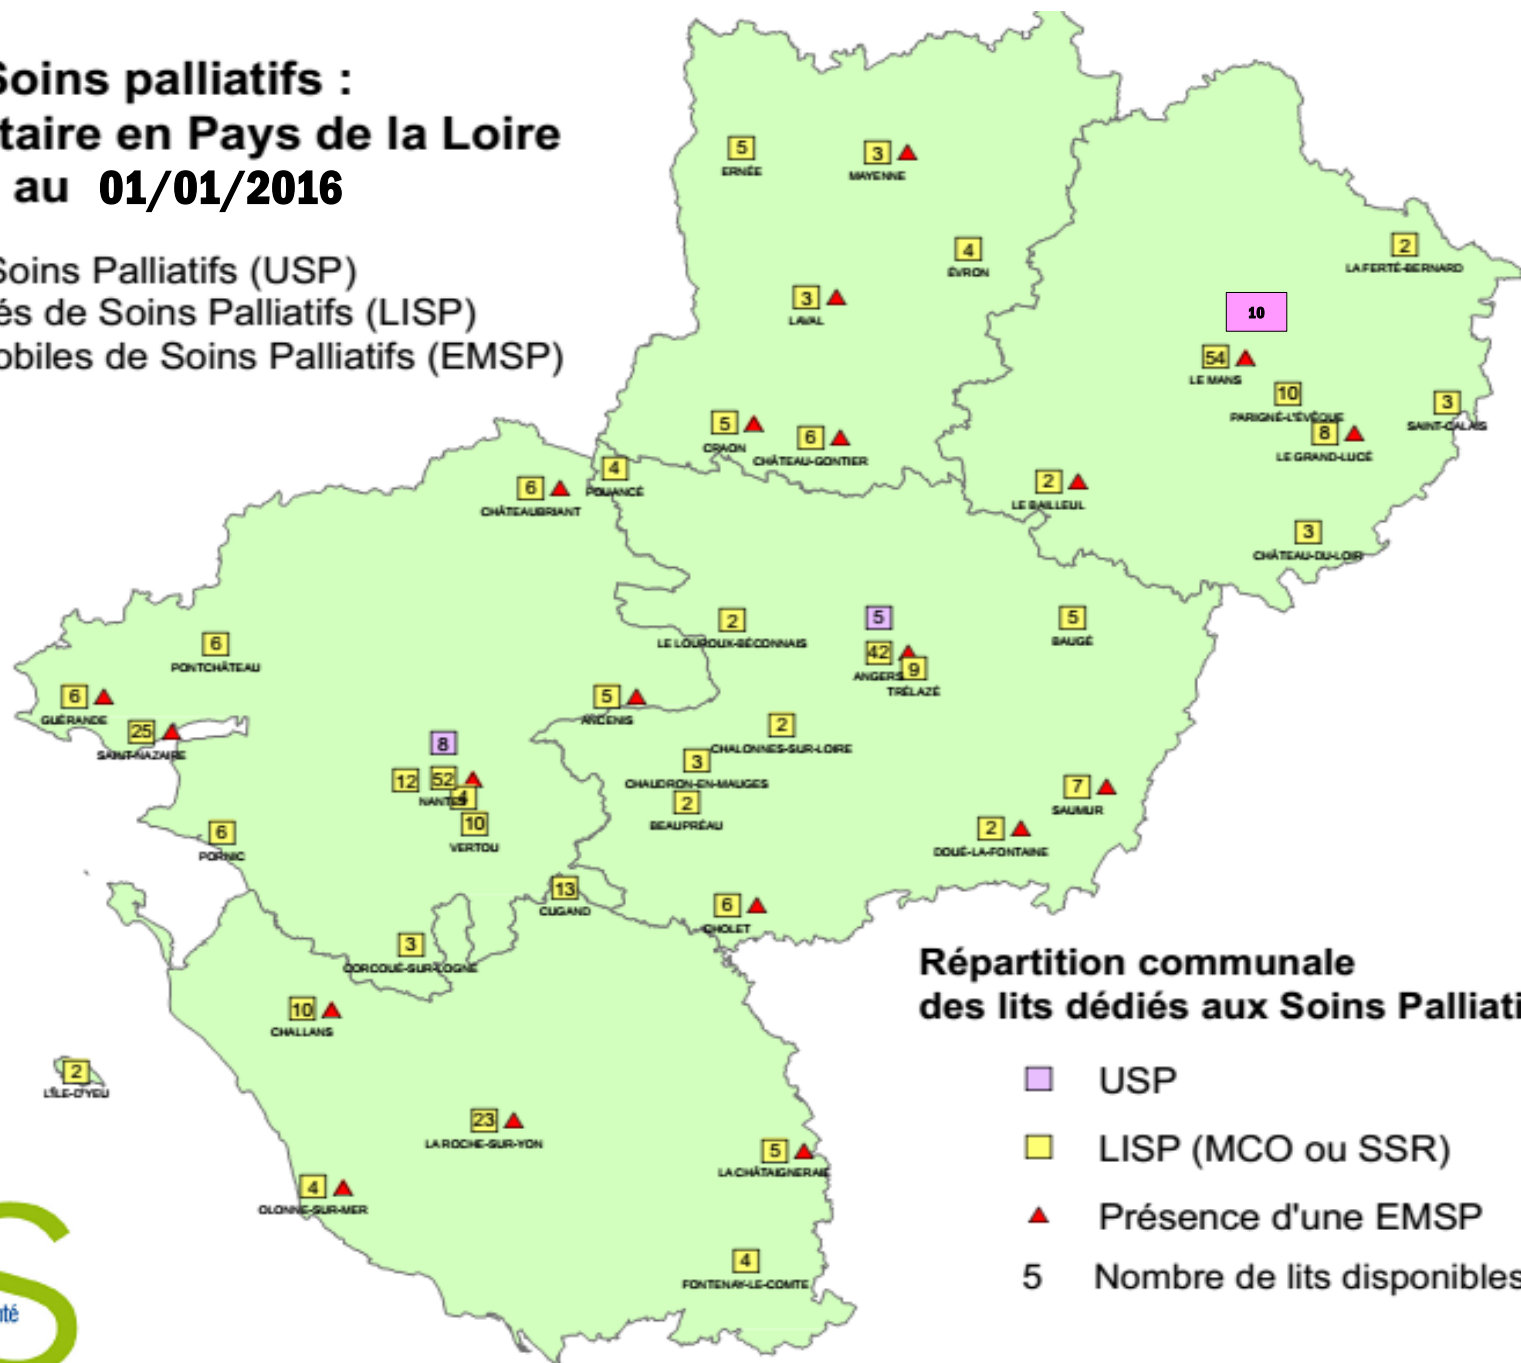 Soins palliatifs :
taire en Pays de la Loire
au 01/01/2016
Soins Palliatifs (USP)
és de Soins Palliatifs (LISP)
obiles de Soins Palliatifs (EMSP)
5
ERNÉE
3
MAYENNE
4
ÉVRON
2
LA FERTÉ-BERNARD
3
LAVAL
10
54
LE MANS
10
PARIGNÉ-L'ÉVÊQUE
3
SAINT-CALAIS
8
LE GRAND-LUCÉ
5
CRAON
6
CHÂTEAU-GONTIER
4
POUANCÉ
6
CHÂTEAUBRIANT
2
LE BAILLEUL
3
CHÂTEAU-DU-LOIR
2
LE LOUROUX-BÉCONNAIS
5
42
ANGERS
9
TRÉLAZÉ
5
BAUGÉ
6
PONTCHÂTEAU
6
GUÉRANDE
25
SAINT-NAZAIRE
5
ANCENIS
2
CHALONNES-SUR-LOIRE
8
12
52
NANTES
4
10
VERTOU
3
CHAUDRON-EN-MAUGES
2
BEAUPRÉAU
7
SAUMUR
2
DOUÉ-LA-FONTAINE
6
PORNIC
13
CUGAND
6
CHOLET
3
CORCOUÉ-SUR-LOGNE
10
CHALLANS
2
L'ÎLE-D'YEU
23
LA ROCHE-SUR-YON
5
LA CHÂTAIGNERAIE
4
OLONNE-SUR-MER
4
FONTENAY-LE-COMTE
Répartition communale
des lits dédiés aux Soins Palliati
USP
LISP (MCO ou SSR)
Présence d'une EMSP
5 Nombre de lits disponibles
S
nté